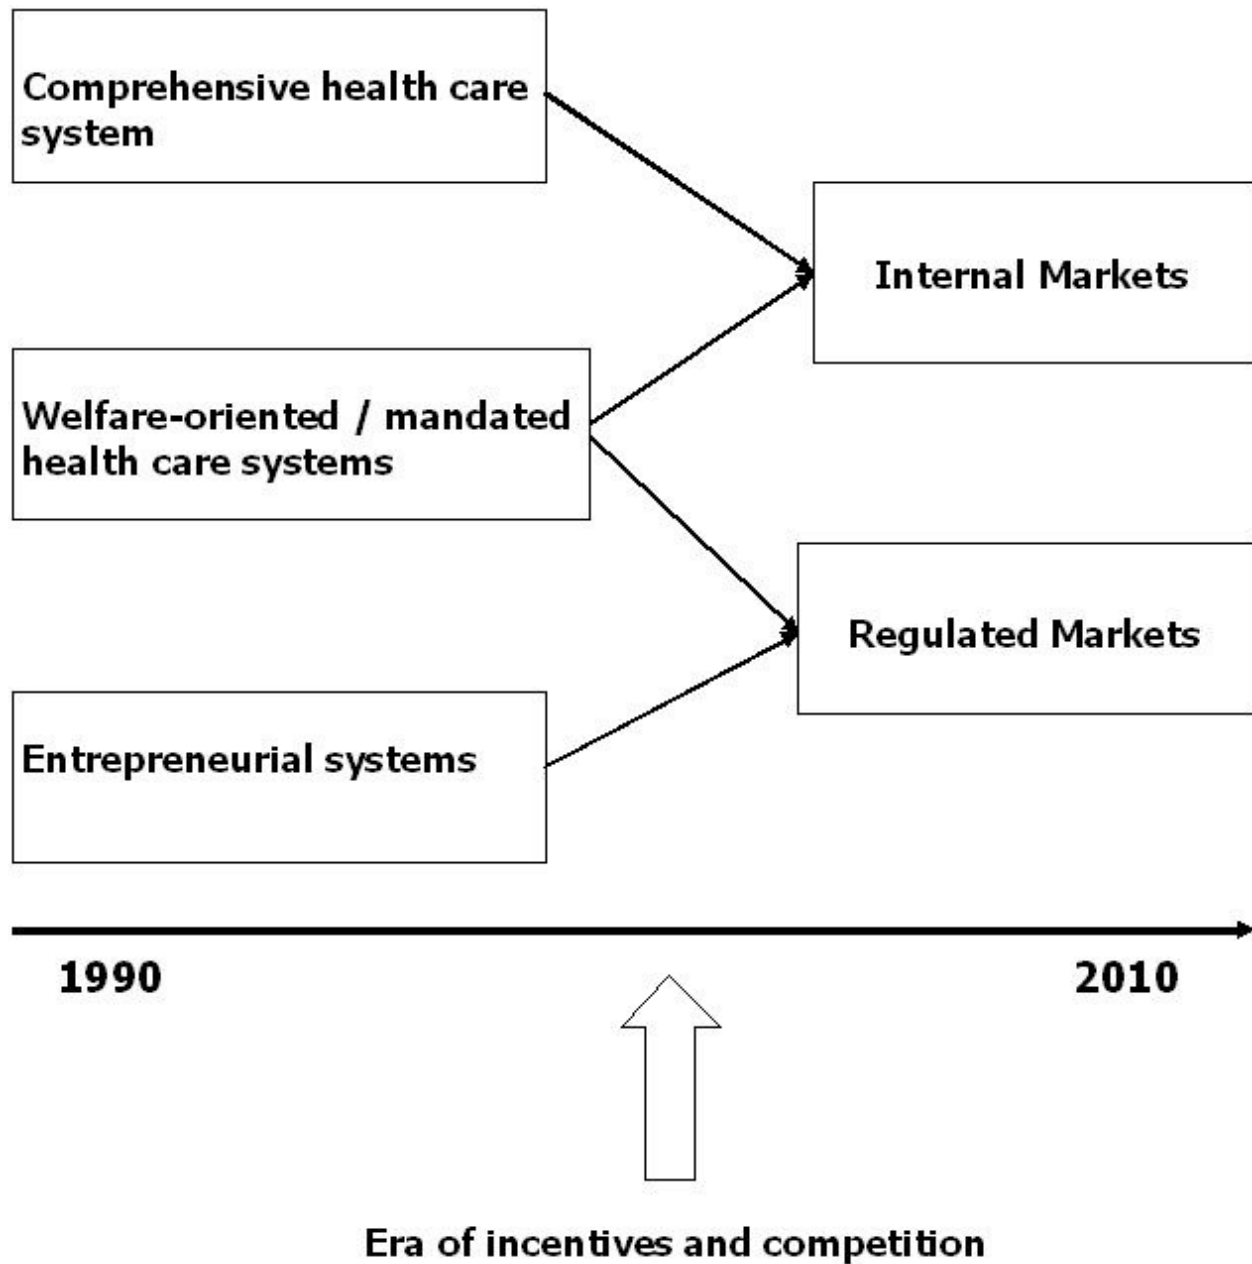 Comprehensive health care
system
Internal Markets
Welfare-oriented / mandated
health care systems
Regulated Markets
Entrepreneurial systems
1990
2010
Era of incentives and competition